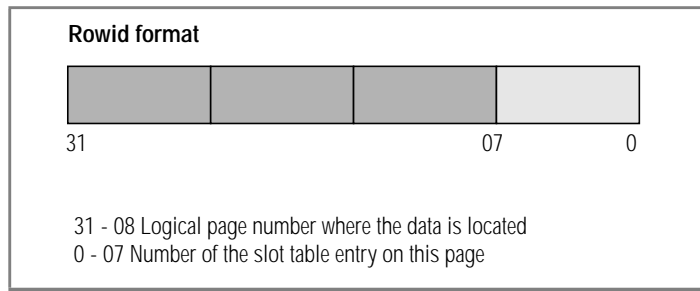 Rowid format
31 07 0
31 - 08 Logical page number where the data is located
0 - 07 Number of the slot table entry on this page